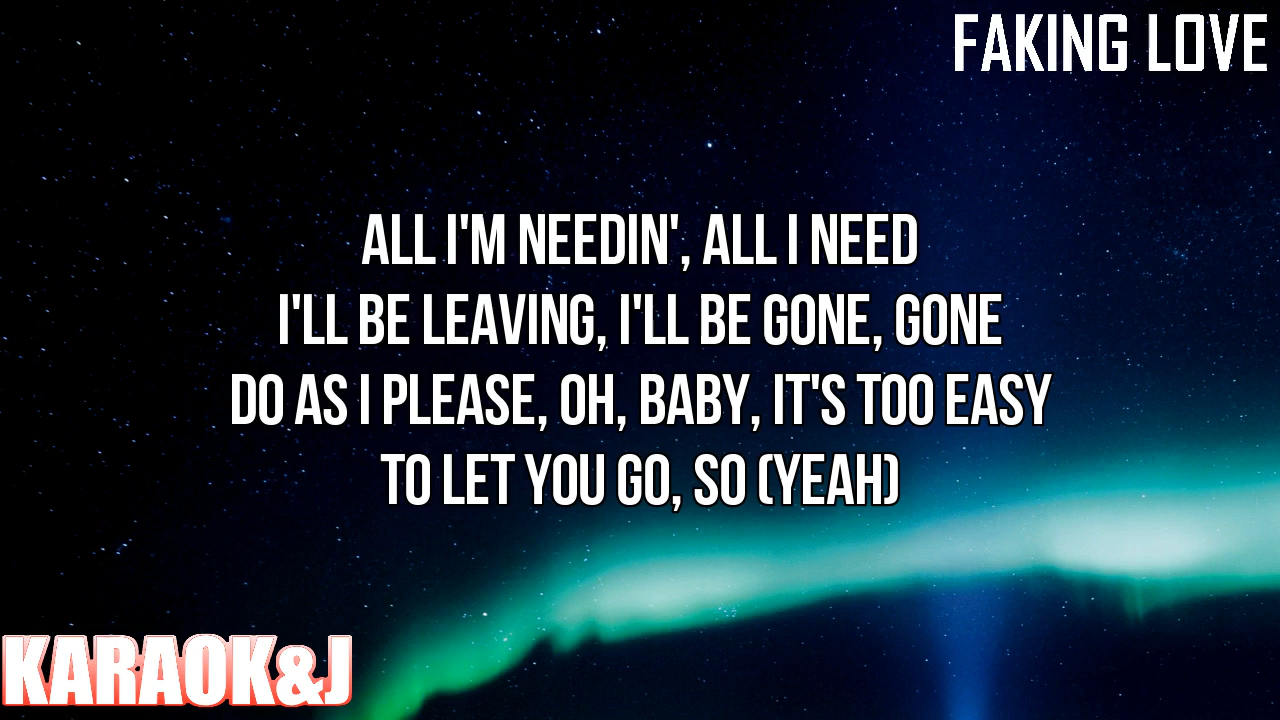 FAKING LOVE
ALL I'M NEEDIN', ALL I NEED
I'LL BE LEAVING, I'LL BE GONE, GONE
DO AS I PLEASE, OH, BABY, IT'S TOO EASY
TO LET YOU GO, SO (YEAH)
KARAOK&J